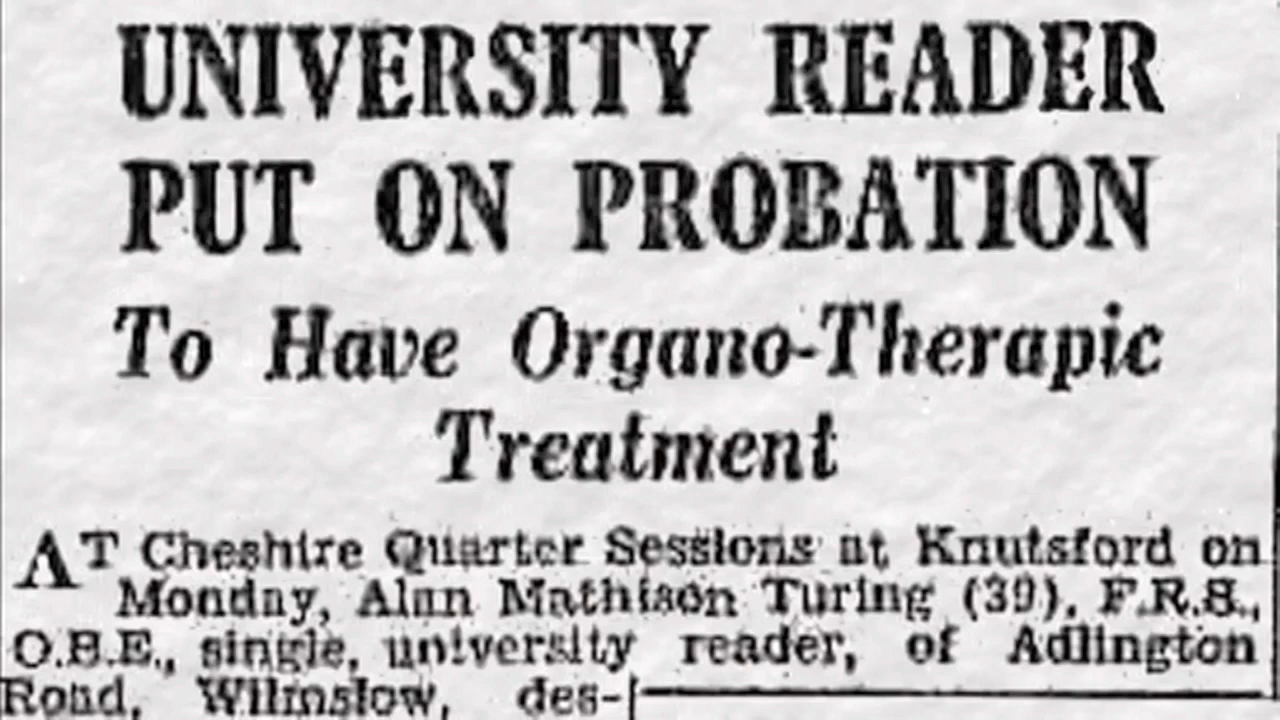 UNIVERSITY READER
PUT ON PROBATION
To Have Organo-Therapic
Treatment
AT Cheshire Quarter Sessions at Knutsford on
Monday, Alan Mathison Turing (39), F.R.S.,
O.B.E., single, university reader, of Adlington
Road, Wilmslow, des-